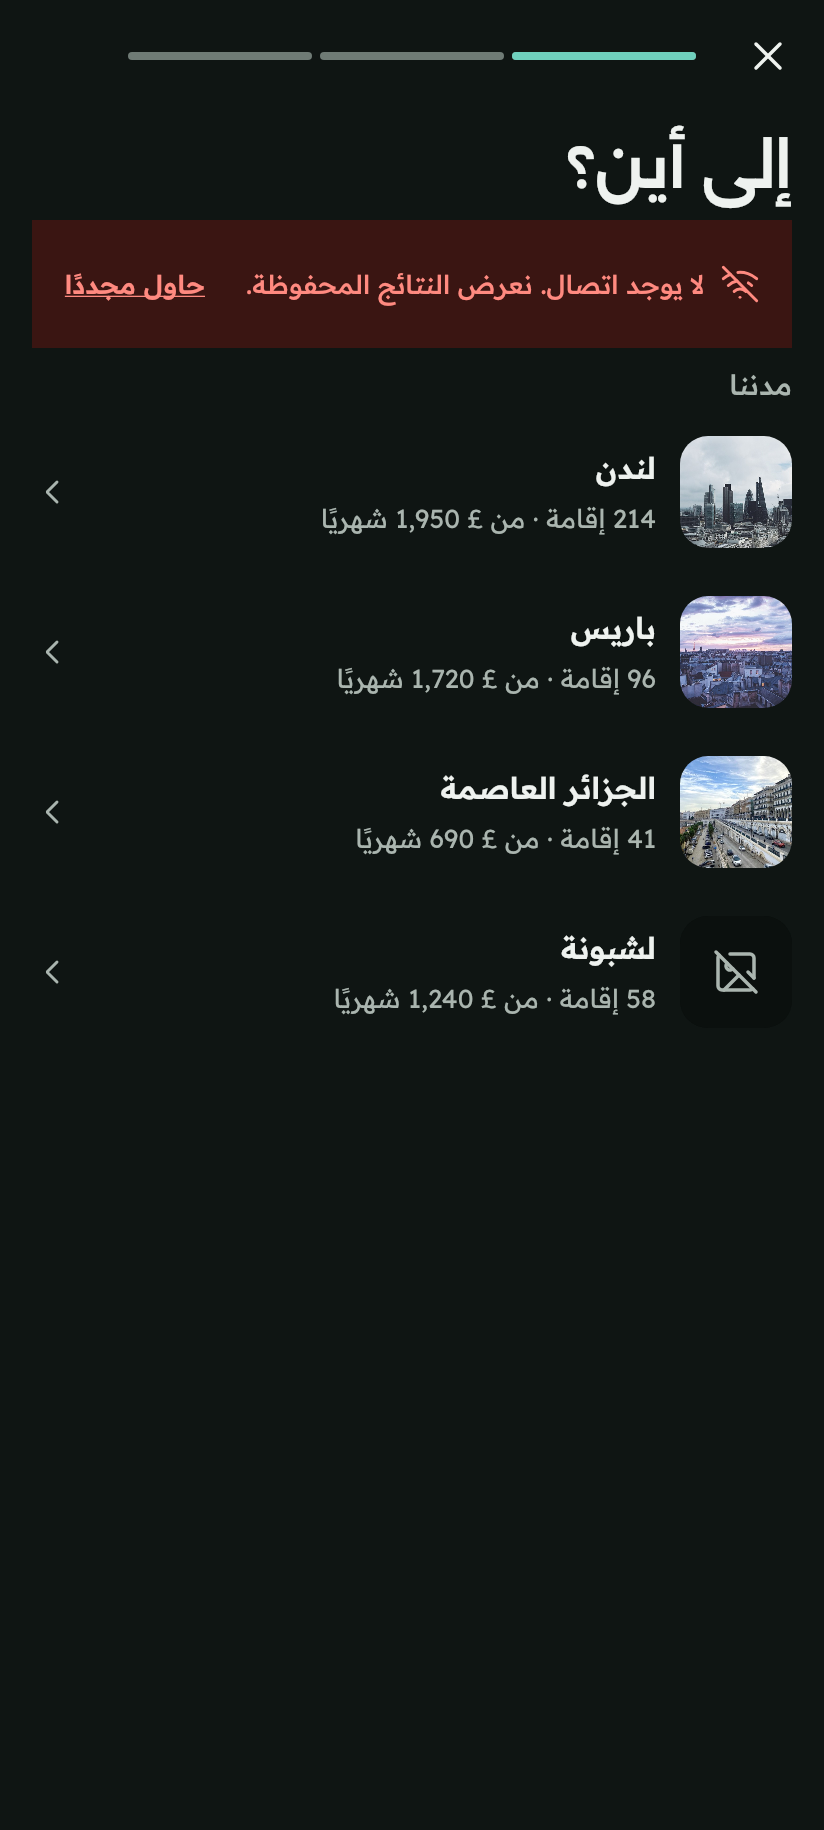 إلى أين؟
لا يوجد اتصال. نعرض النتائج المحفوظة. حاول مجددًا
مدننا
لندن
214 إقامة · من £ 1,950 شهريًا
باريس
96 إقامة · من £ 1,720 شهريًا
الجزائر العاصمة
41 إقامة · من £ 690 شهريًا
لشبونة
58 إقامة · من £ 1,240 شهريًا